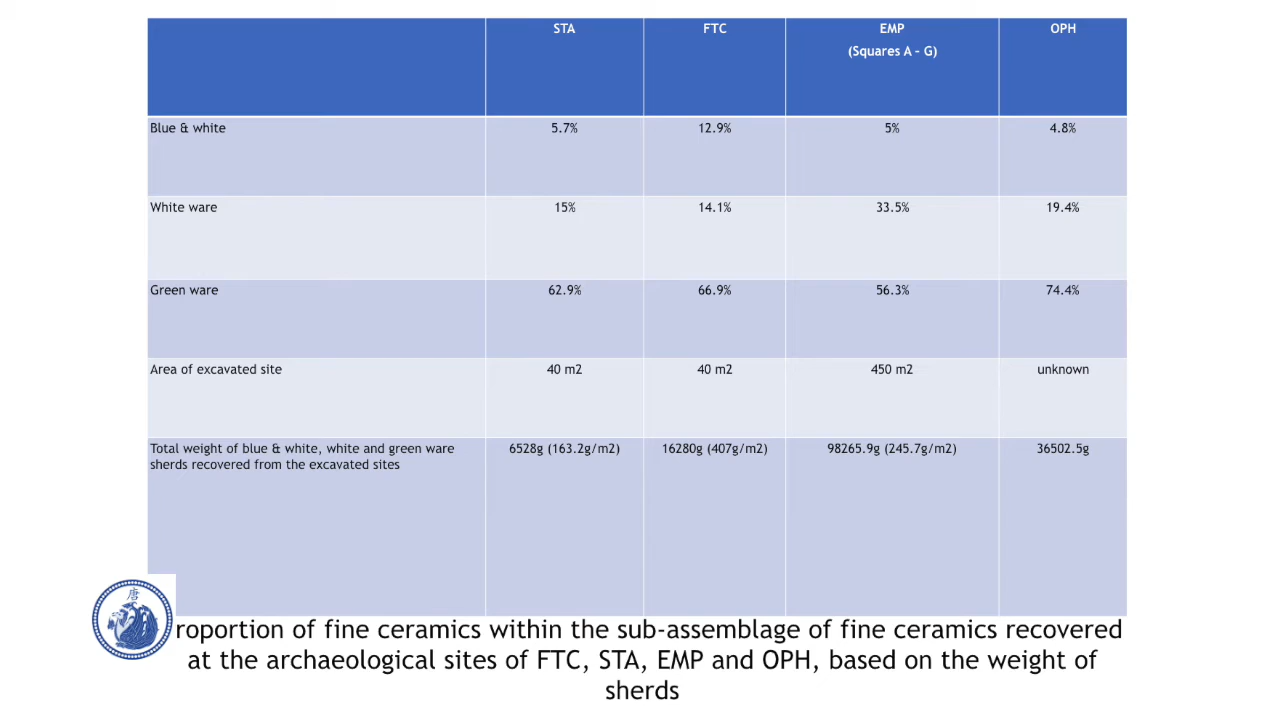 STA FTC EMP OPH
(Squares A – G)
Blue & white 5.7% 12.9% 5% 4.8%
White ware 15% 14.1% 33.5% 19.4%
Green ware 62.9% 66.9% 56.3% 74.4%
Area of excavated site 40 m2 40 m2 450 m2 unknown
Total weight of blue & white, white and green ware 6528g (163.2g/m2) 16280g (407g/m2) 98265.9g (245.7g/m2) 36502.5g
sherds recovered from the excavated sites
唐
roportion of fine ceramics within the sub-assemblage of fine ceramics recovered
at the archaeological sites of FTC, STA, EMP and OPH, based on the weight of
sherds